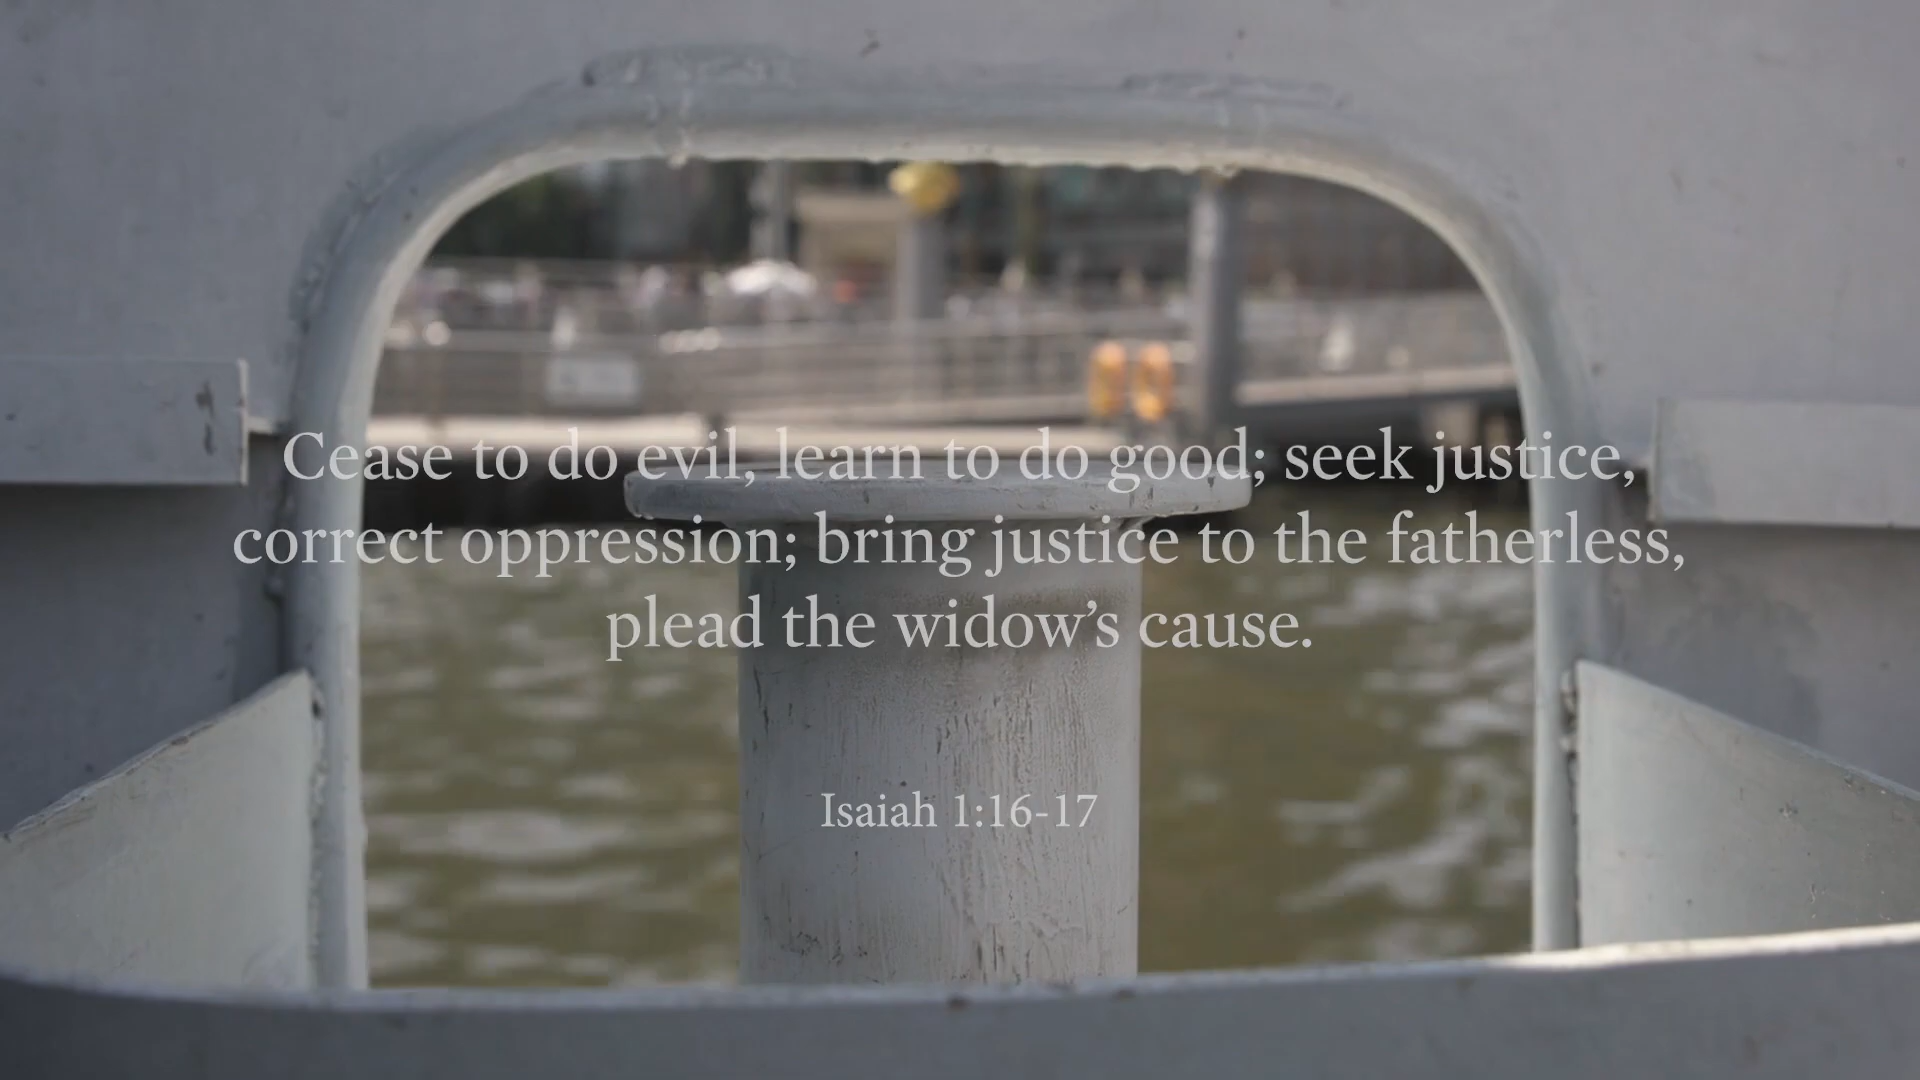 Cease to do evil, learn to do good; seek justice,
correct oppression; bring justice to the fatherless,
plead the widow’s cause.
Isaiah 1:16-17